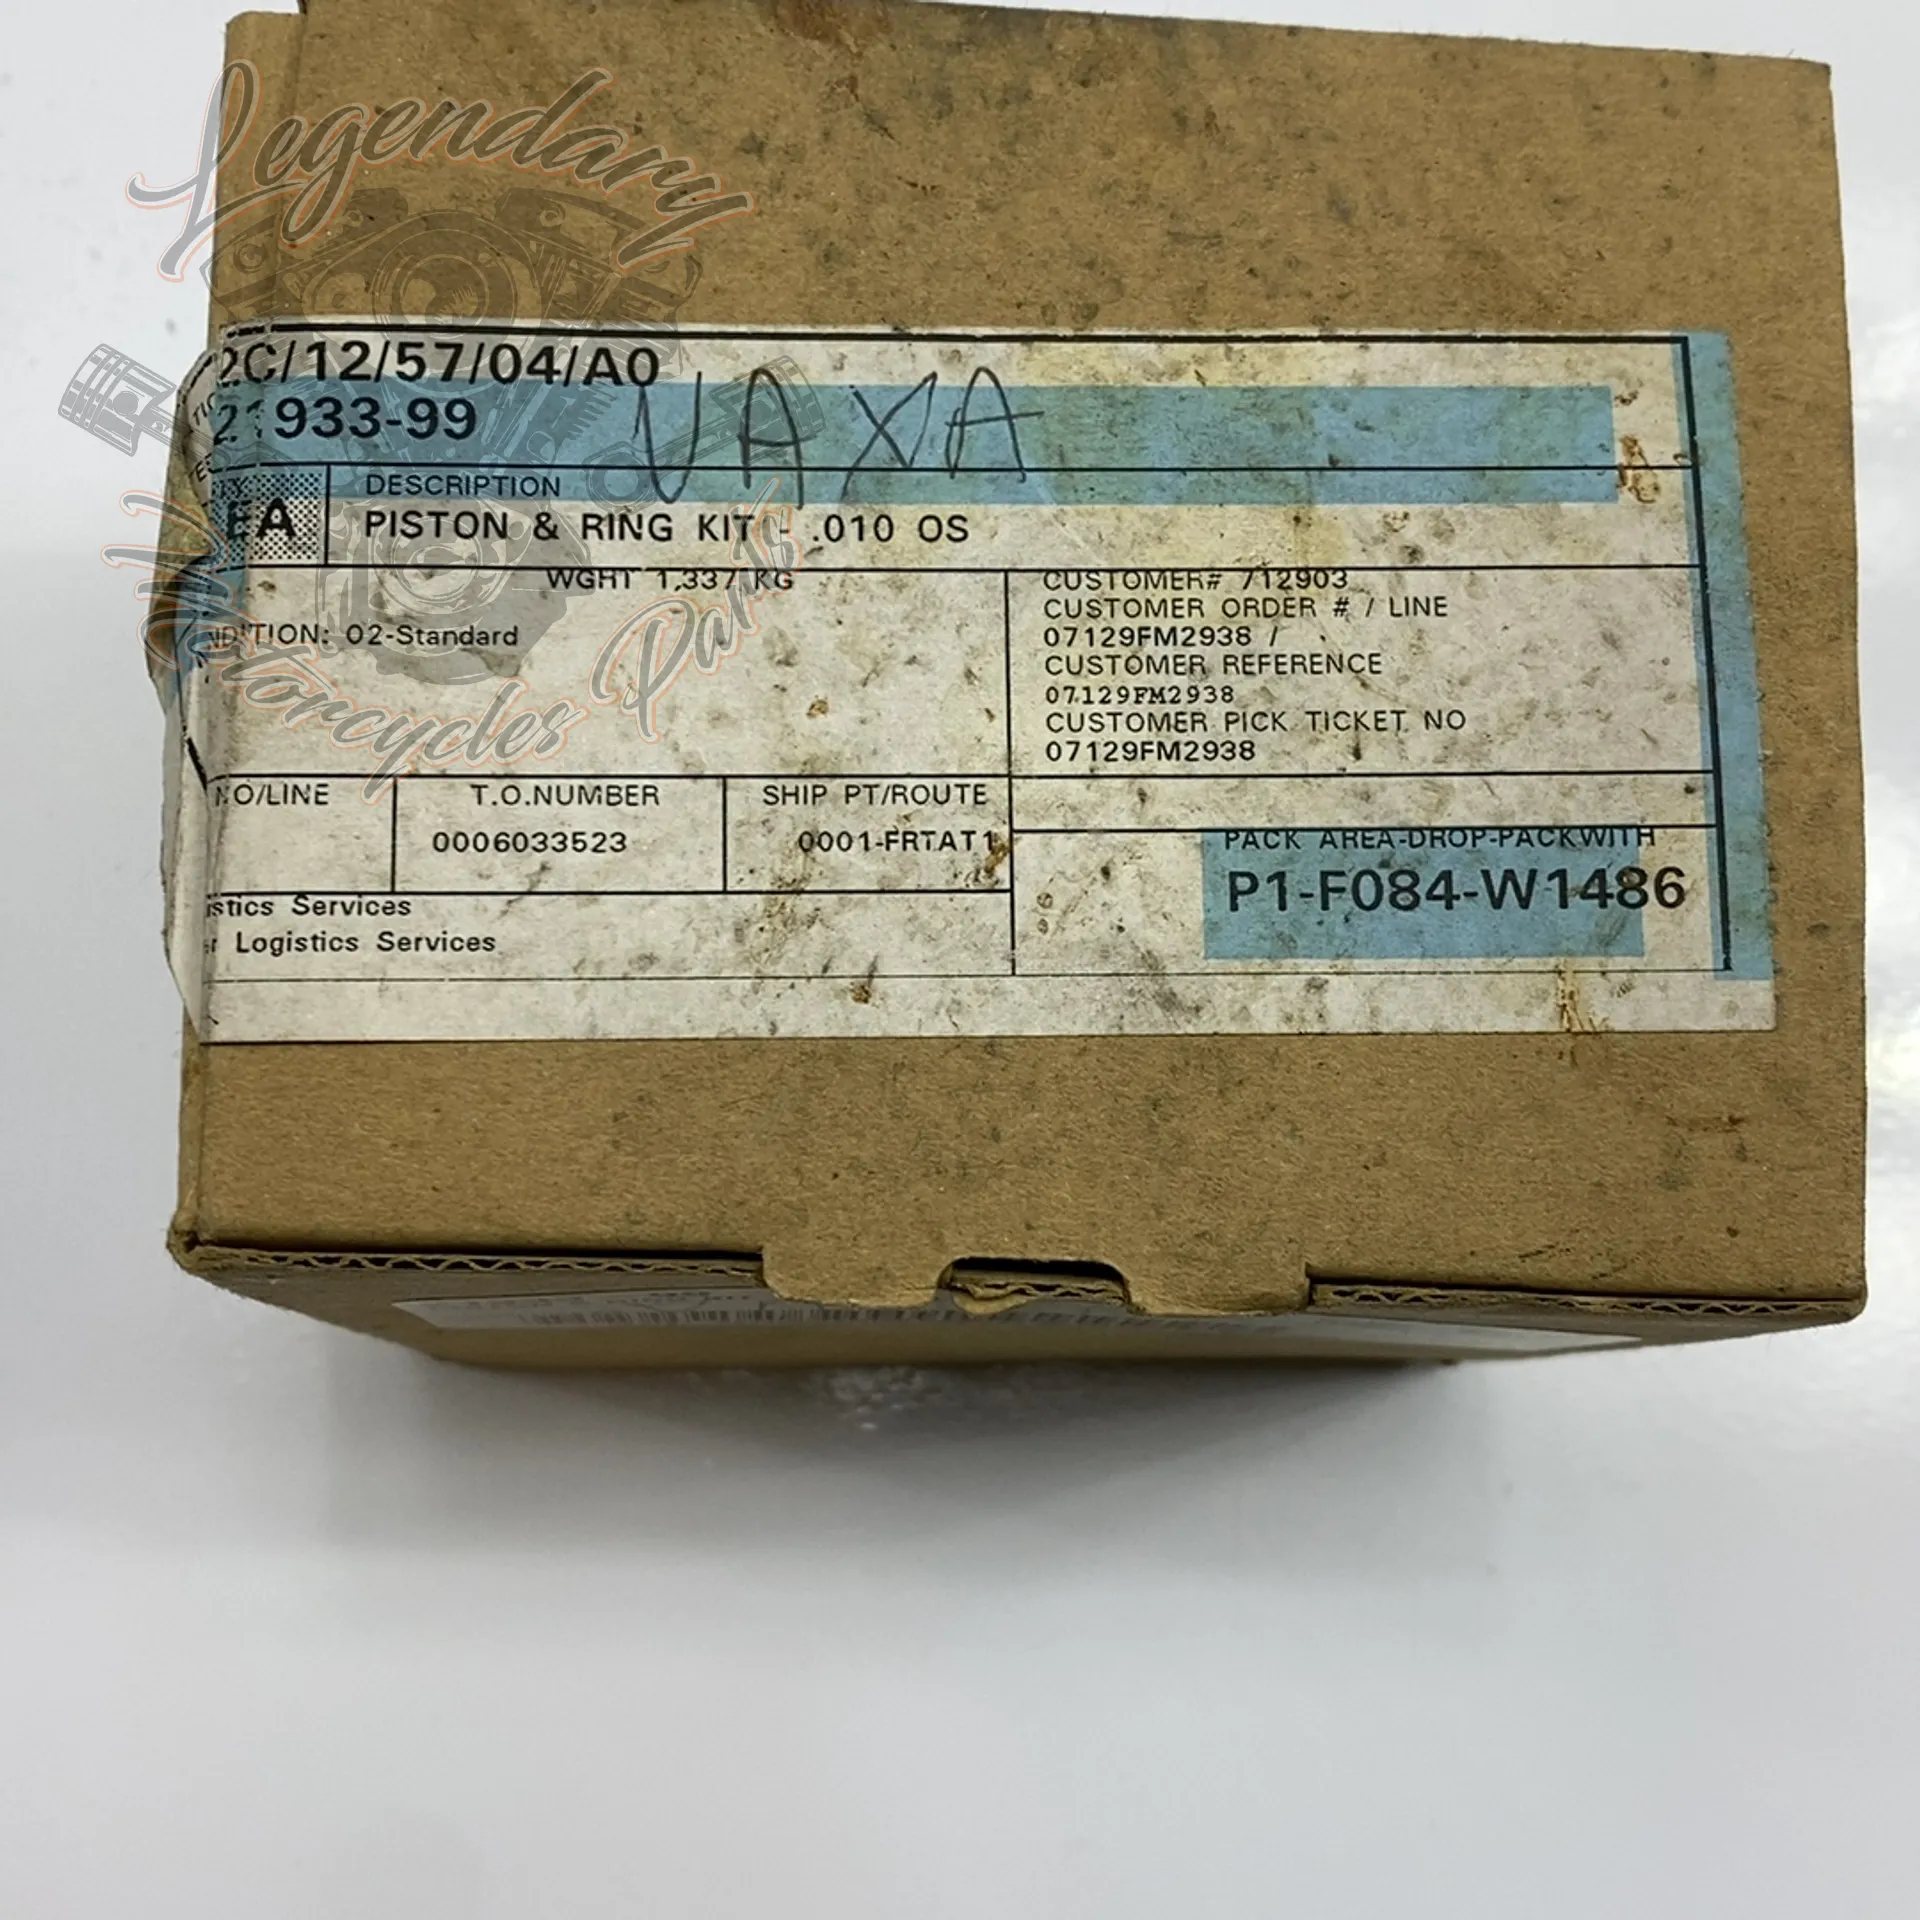 Legendary
Motorcycles Parts
2C/12/57/04/A0
21933-99
UAXA
DESCRIPTION
EA
PISTON & RING KIT - .010 OS
WGHT 1.337 KG
NDITION: 02-Standard
CUSTOMER# 712903
CUSTOMER ORDER # / LINE
07129FM2938 /
CUSTOMER REFERENCE
07129FM2938
CUSTOMER PICK TICKET NO
07129FM2938
NO/LINE
T.O.NUMBER
SHIP PT/ROUTE
0006033523
0001-FRTAT1
PACK AREA-DROP-PACKWITH
P1-F084-W1486
istics Services
er Logistics Services